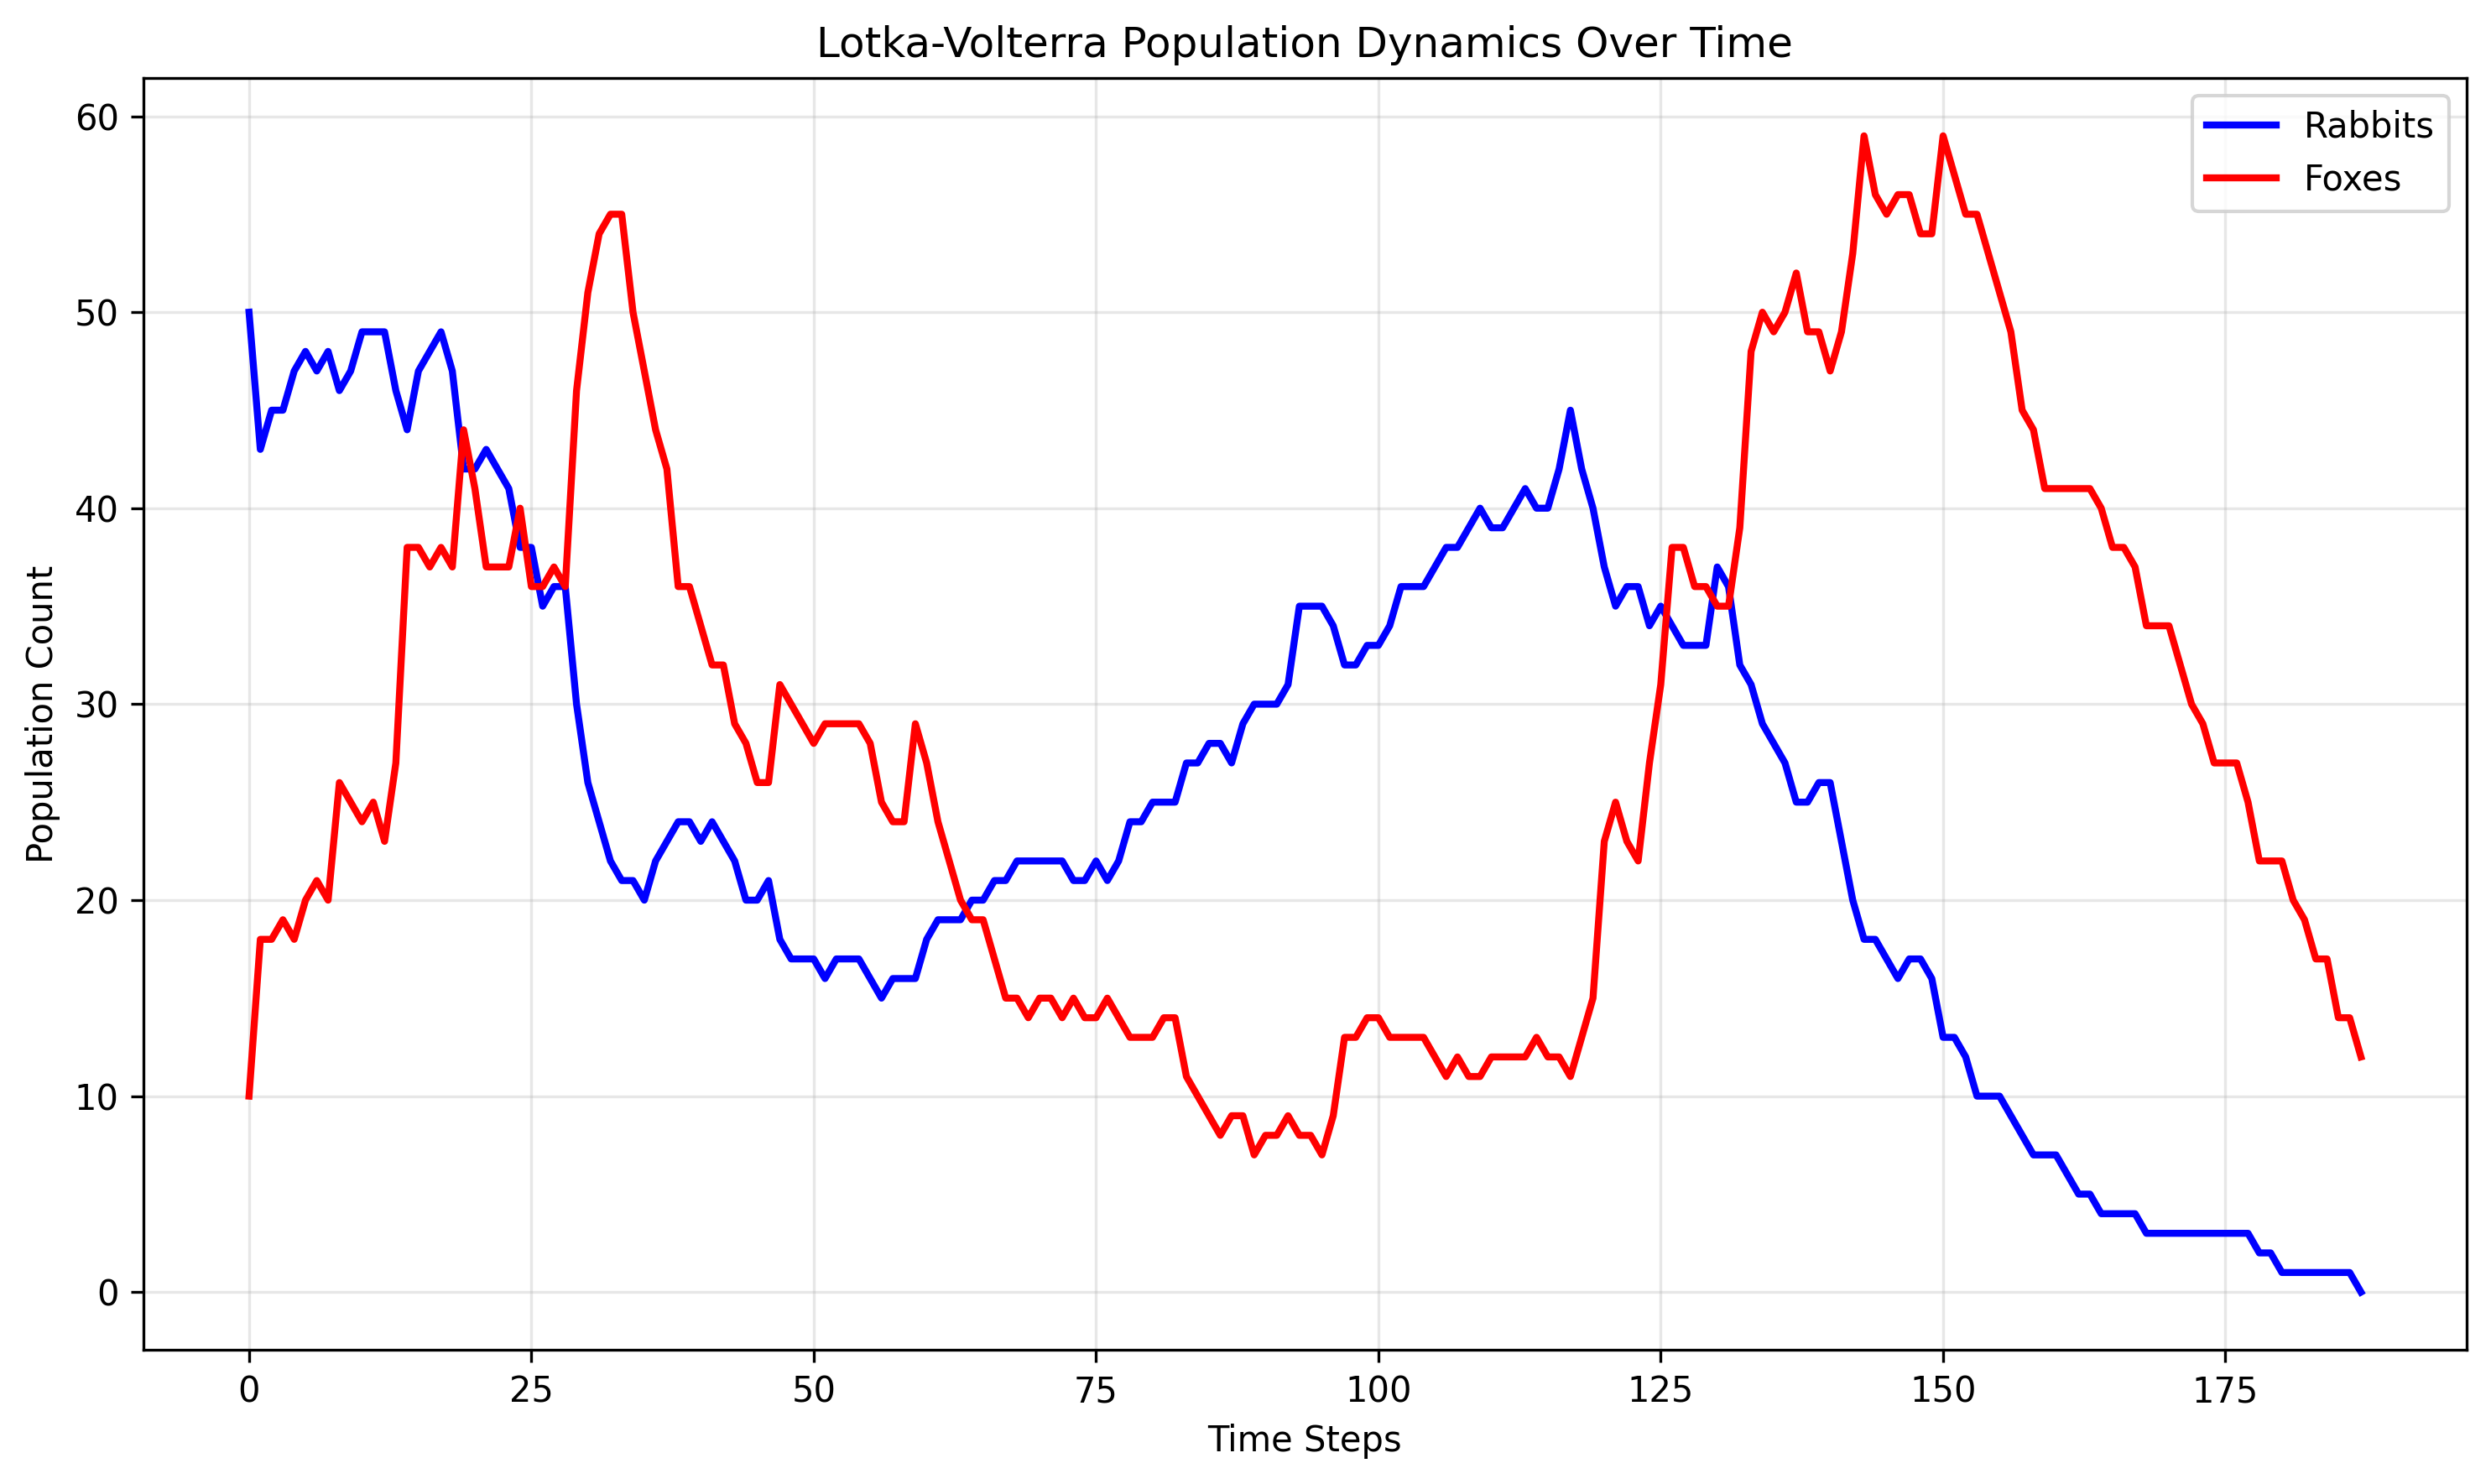 Lotka-Volterra Population Dynamics Over Time
Rabbits
Foxes
Population Count
60
50
40
30
20
10
0
0 25 50 75 100 125 150 175
Time Steps